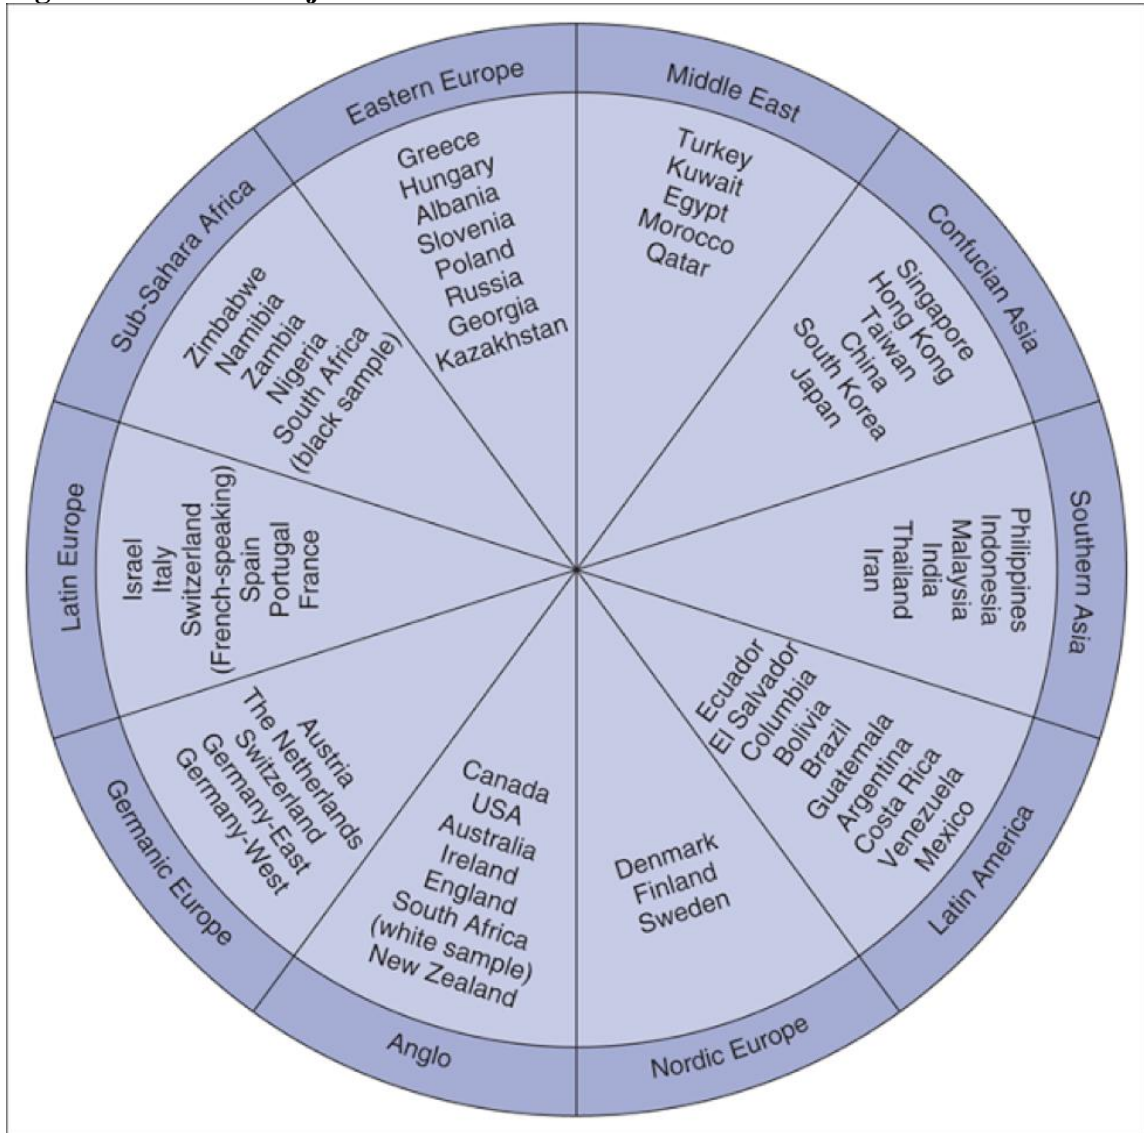 Eastern Europe
Greece
Hungary
Albania
Slovenia
Poland
Russia
Georgia
Kazakhstan
Middle East
Turkey
Kuwait
Egypt
Morocco
Qatar
Confucian Asia
Singapore
Hong Kong
Taiwan
China
South Korea
Japan
Southern Asia
Philippines
Indonesia
Malaysia
India
Thailand
Iran
Latin America
Ecuador
El Salvador
Columbia
Bolivia
Brazil
Guatemala
Argentina
Costa Rica
Venezuela
Mexico
Nordic Europe
Denmark
Finland
Sweden
Anglo
Canada
USA
Australia
Ireland
England
South Africa
(white sample)
New Zealand
Germanic Europe
Austria
The Netherlands
Switzerland
Germany-East
Germany-West
Latin Europe
Israel
Italy
Switzerland
(French-speaking)
Spain
Portugal
France
Sub-Sahara Africa
Zimbabwe
Namibia
Zambia
Nigeria
South Africa
(black sample)